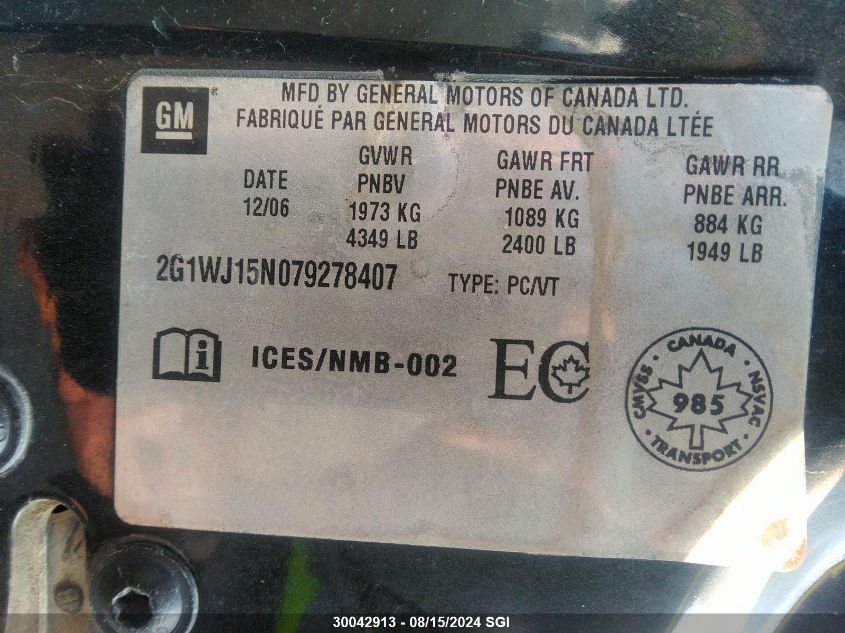 GM
MFD BY GENERAL MOTORS OF CANADA LTD.
FABRIQUÉ PAR GENERAL MOTORS DU CANADA LTÉE
DATE
12/06
GVWR
PNBV
1973 KG
4349 LB
GAWR FRT
PNBE AV.
1089 KG
2400 LB
GAWR RR
PNBE ARR.
884 KG
1949 LB
2G1WJ15N079278407 TYPE: PC/VT
i ICES/NMB-002 EC
CANADA
CMVSS 985 NSVAC
TRANSPORT
30042913 - 08/15/2024 SGI